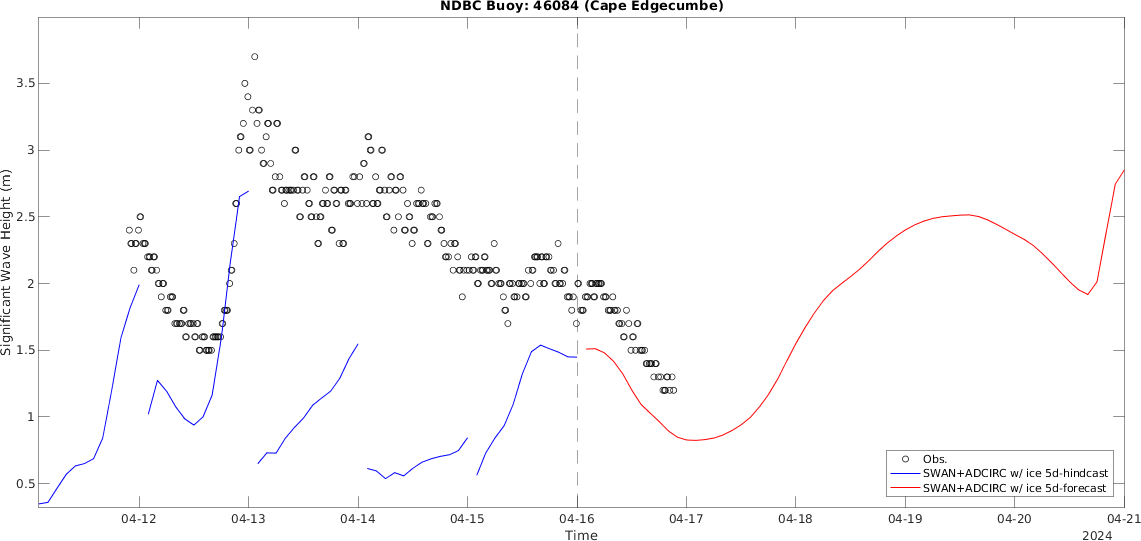 NDBC Buoy: 46084 (Cape Edgecumbe)
3.5
3
2.5
2
1.5
1
0.5
Significant Wave Height (m)
Obs.
SWAN+ADCIRC w/ ice 5d-hindcast
SWAN+ADCIRC w/ ice 5d-forecast
04-12 04-13 04-14 04-15 04-16 04-17 04-18 04-19 04-20 04-21
Time
2024